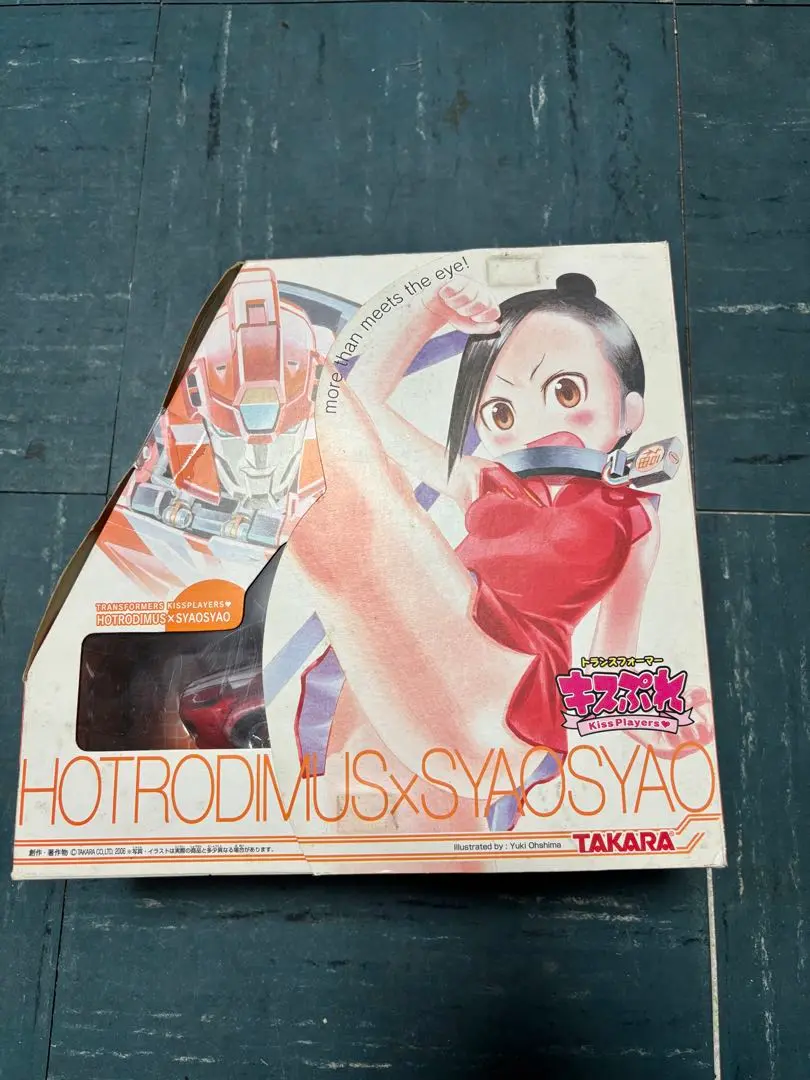 more than meets the eye!
TRANSFORMERS KISSPLAYERS♥
HOTRODIMUS×SYAOSYAO
トランスフォーマー
キスぷれ
KissPlayers♥
HOTRODIMUS×SYAOSYAO
創作・著作物 ©TAKARA CO.,LTD. 2006 ※写真・イラストは実際の商品と多少異なる場合があります。
Illustrated by : Yuki Ohshima
TAKARA